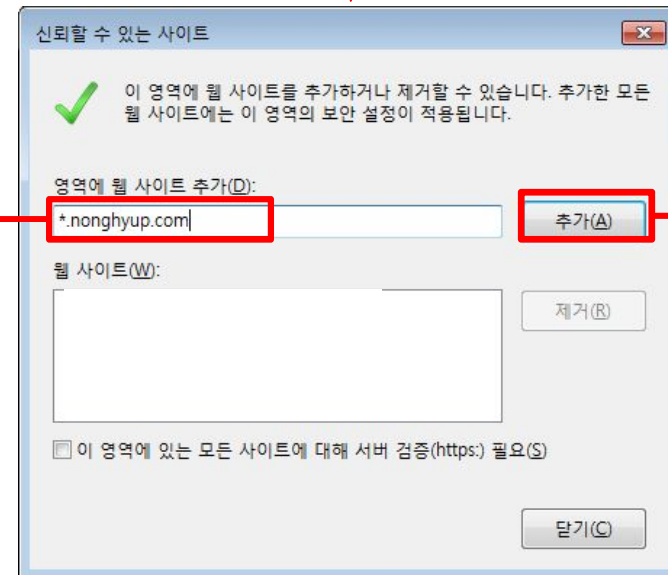 신뢰할 수 있는 사이트
이 영역에 웹 사이트를 추가하거나 제거할 수 있습니다. 추가한 모든
웹 사이트에는 이 영역의 보안 설정이 적용됩니다.
영역에 웹 사이트 추가(D):
*.nonghyup.com
추가(A)
웹 사이트(W):
제거(R)
이 영역에 있는 모든 사이트에 대해 서버 검증(https:) 필요(S)
닫기(C)